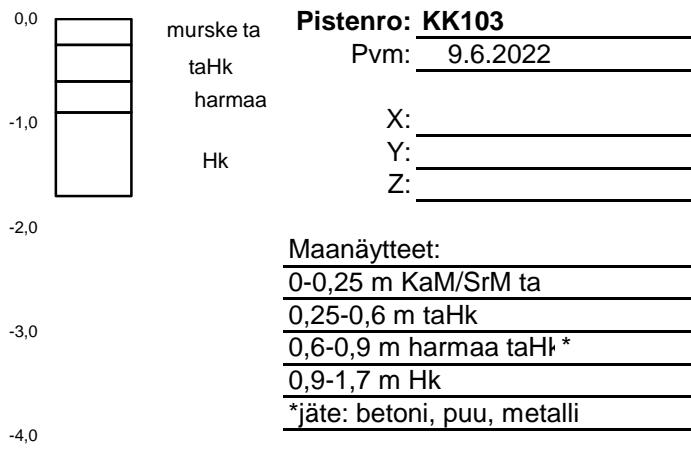 0,0
murske ta
taHk
harmaa
-1,0
Hk
-2,0
-3,0
-4,0
Pistenro: KK103
Pvm: 9.6.2022
X:
Y:
Z:
Maanäytteet:
0-0,25 m KaM/SrM ta
0,25-0,6 m taHk
0,6-0,9 m harmaa taHk *
0,9-1,7 m Hk
*jäte: betoni, puu, metalli